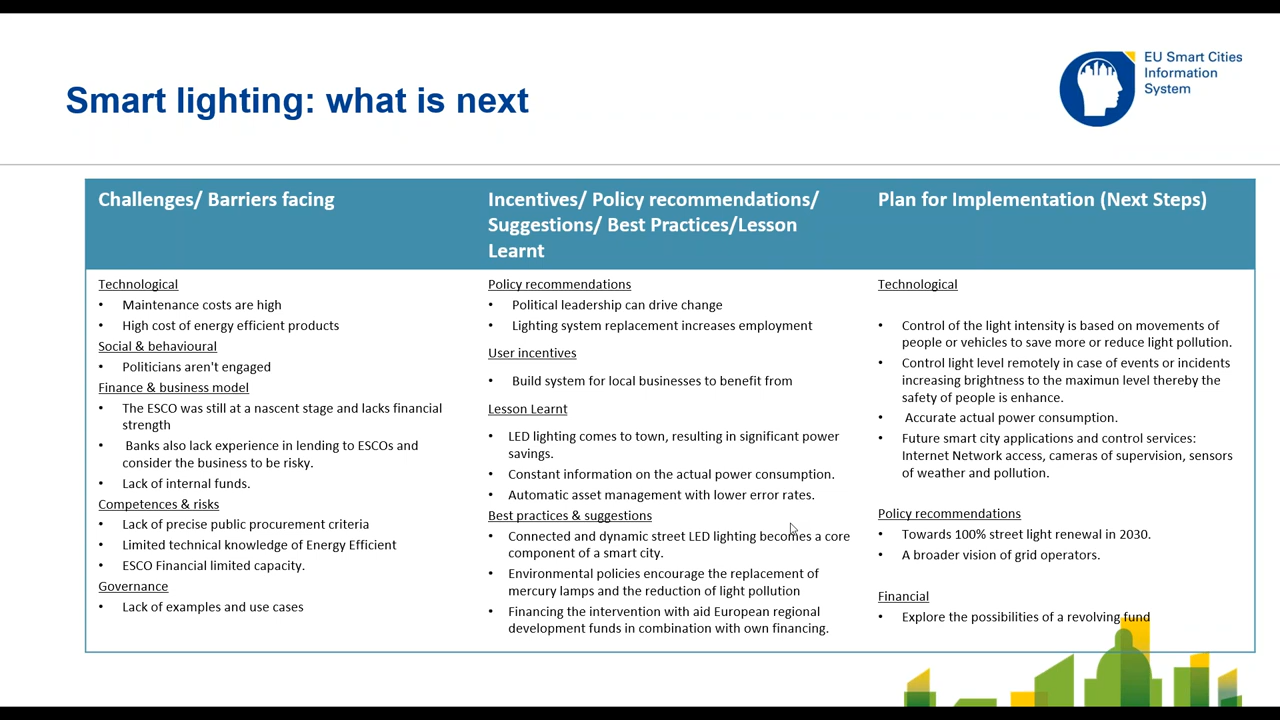 EU Smart Cities
Information
System
Smart lighting: what is next
Challenges/ Barriers facing
Technological
• Maintenance costs are high
• High cost of energy efficient products
Social & behavioural
• Politicians aren't engaged
Finance & business model
• The ESCO was still at a nascent stage and lacks financial
strength
• Banks also lack experience in lending to ESCOs and
consider the business to be risky.
• Lack of internal funds.
Competences & risks
• Lack of precise public procurement criteria
• Limited technical knowledge of Energy Efficient
• ESCO Financial limited capacity.
Governance
• Lack of examples and use cases
Incentives/ Policy recommendations/
Suggestions/ Best Practices/Lesson
Learnt
Policy recommendations
• Political leadership can drive change
• Lighting system replacement increases employment
User incentives
• Build system for local businesses to benefit from
Lesson Learnt
• LED lighting comes to town, resulting in significant power
savings.
• Constant information on the actual power consumption.
• Automatic asset management with lower error rates.
Best practices & suggestions
• Connected and dynamic street LED lighting becomes a core
component of a smart city.
• Environmental policies encourage the replacement of
mercury lamps and the reduction of light pollution
• Financing the intervention with aid European regional
development funds in combination with own financing.
Plan for Implementation (Next Steps)
Technological
• Control of the light intensity is based on movements of
people or vehicles to save more or reduce light pollution.
• Control light level remotely in case of events or incidents
increasing brightness to the maximun level thereby the
safety of people is enhance.
• Accurate actual power consumption.
• Future smart city applications and control services:
Internet Network access, cameras of supervision, sensors
of weather and pollution.
Policy recommendations
• Towards 100% street light renewal in 2030.
• A broader vision of grid operators.
Financial
• Explore the possibilities of a revolving fund